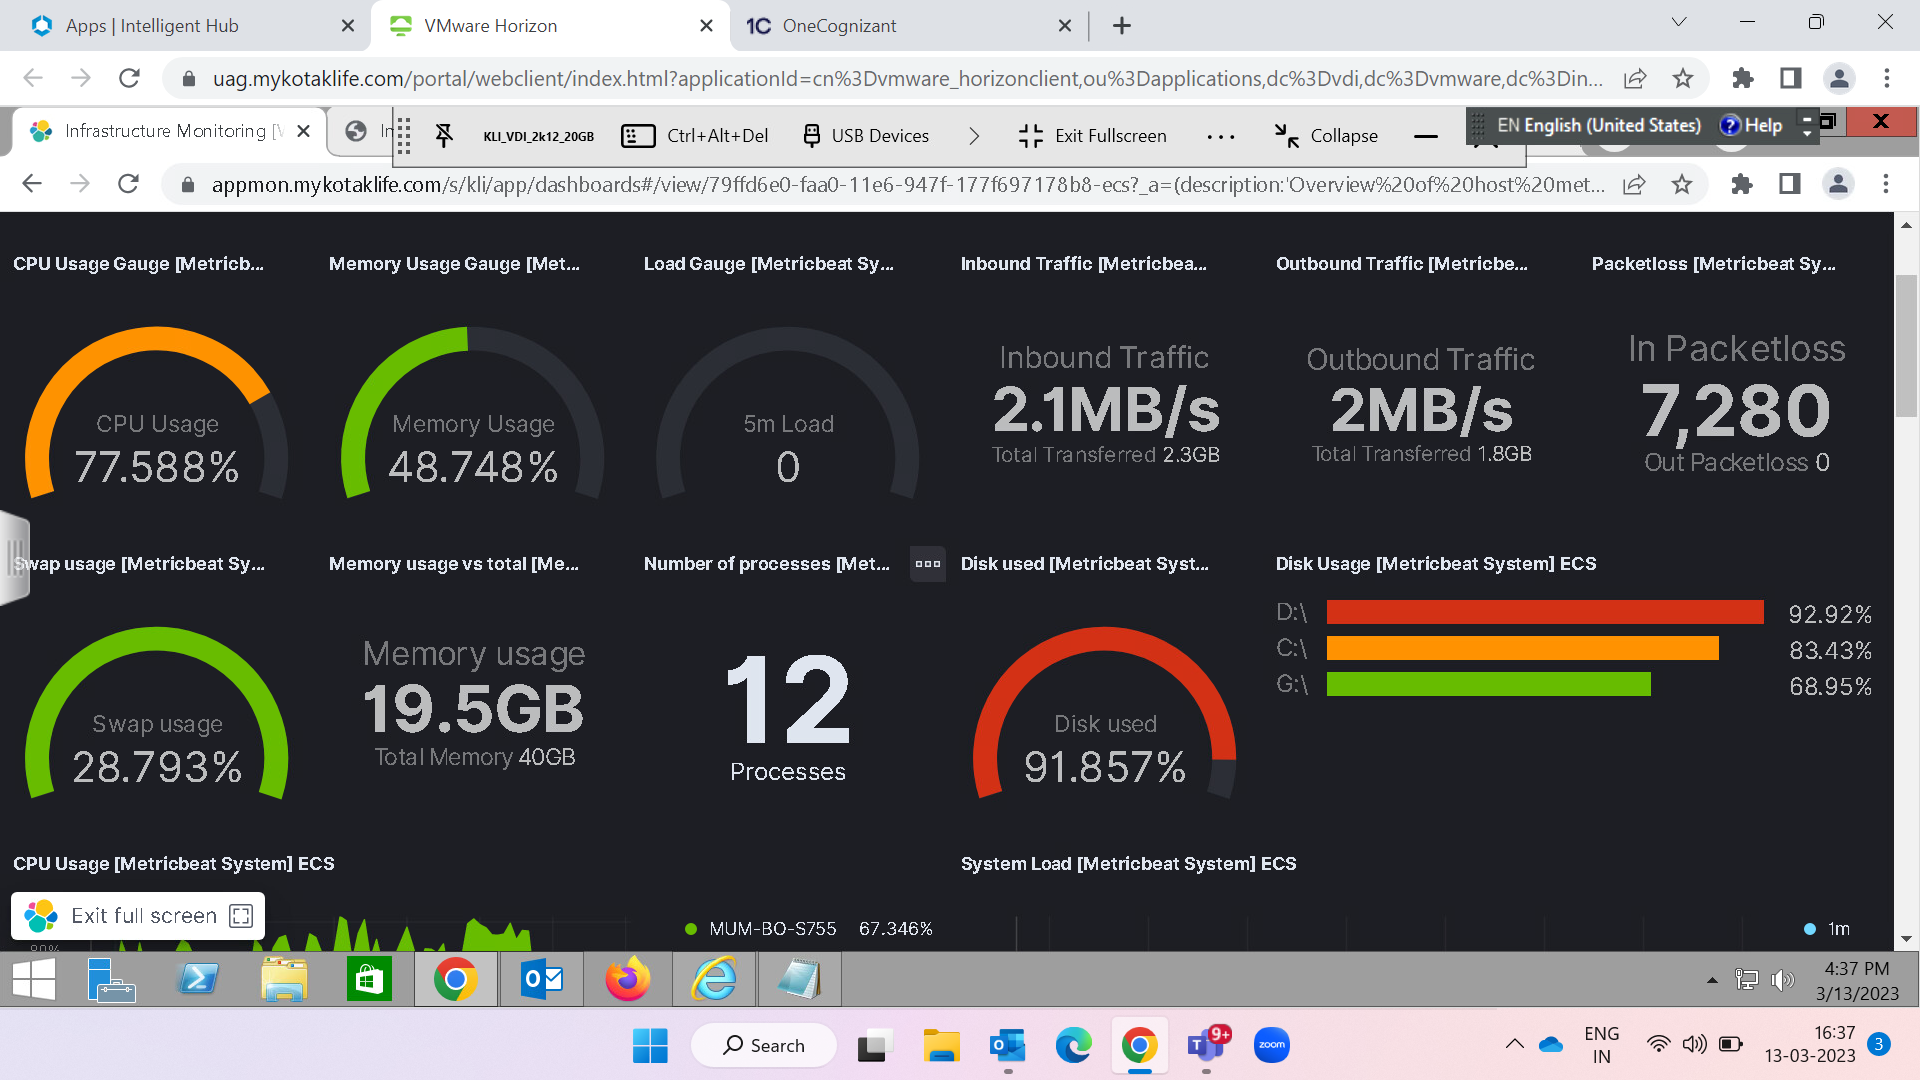 Apps | Intelligent Hub
VMware Horizon
1C OneCognizant
uag.mykotaklife.com/portal/webclient/index.html?applicationId=cn%3Dvmware_horizonclient,ou%3Dapplications,dc%3Dvdi,dc%3Dvmware,dc%3Din...
Infrastructure Monitoring [
In
KLI_VDI_2k12_20GB
Ctrl+Alt+Del
USB Devices
Exit Fullscreen
Collapse
EN English (United States)
Help
appmon.mykotaklife.com/s/kli/app/dashboards#/view/79ffd6e0-faa0-11e6-947f-177f697178b8-ecs?_a=(description:'Overview%20of%20host%20met...
CPU Usage Gauge [Metricb...
Memory Usage Gauge [Met...
Load Gauge [Metricbeat Sy...
Inbound Traffic [Metricbea...
Outbound Traffic [Metricbe...
Packetloss [Metricbeat Sy...
CPU Usage
77.588%
Memory Usage
48.748%
5m Load
0
Inbound Traffic
2.1MB/s
Total Transferred 2.3GB
Outbound Traffic
2MB/s
Total Transferred 1.8GB
In Packetloss
7,280
Out Packetloss 0
Swap usage [Metricbeat Sy...
Memory usage vs total [Me...
Number of processes [Met...
Disk used [Metricbeat Syst...
Disk Usage [Metricbeat System] ECS
Swap usage
28.793%
Memory usage
19.5GB
Total Memory 40GB
12
Processes
Disk used
91.857%
D:\ 92.92%
C:\ 83.43%
G:\ 68.95%
CPU Usage [Metricbeat System] ECS
System Load [Metricbeat System] ECS
Exit full screen
MUM-BO-S755 67.346%
1m
4:37 PM
3/13/2023
Search
9+
zoom
ENG
IN
16:37
13-03-2023
3